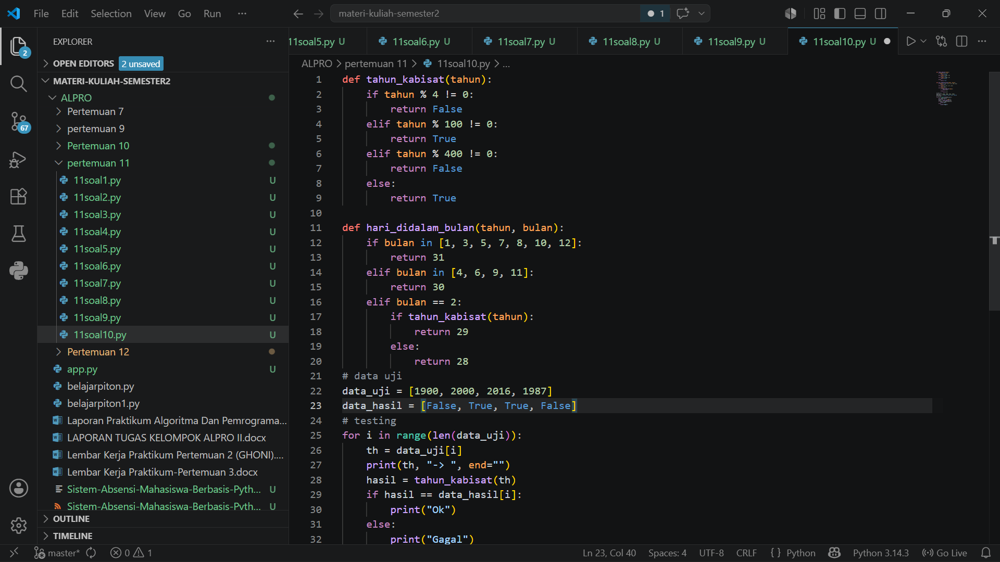 File Edit Selection View Go Run ...
materi-kuliah-semester2
1
EXPLORER
OPEN EDITORS 2 unsaved
MATERI-KULIAH-SEMESTER2
ALPRO
Pertemuan 7
pertemuan 9
Pertemuan 10
pertemuan 11
11soal1.py U
11soal2.py U
11soal3.py U
11soal4.py U
11soal5.py U
11soal6.py U
11soal7.py U
11soal8.py U
11soal9.py U
11soal10.py U
Pertemuan 12
app.py U
belajarpiton.py
belajarpiton1.py
Laporan Praktikum Algoritma Dan Pemrograma...
LAPORAN TUGAS KELOMPOK ALPRO II.docx
Lembar Kerja Praktikum Pertemuan 2 (GHONI)....
Lembar Kerja Praktikum-Pertemuan 3.docx
Sistem-Absensi-Mahasiswa-Berbasis-Pyth... U
Sistem-Absensi-Mahasiswa-Berbasis-Pyth... U
OUTLINE
TIMELINE
2
67
11soal5.py U 11soal6.py U 11soal7.py U 11soal8.py U 11soal9.py U 11soal10.py U
ALPRO > pertemuan 11 > 11soal10.py > ...
1 def tahun_kabisat(tahun):
2 if tahun % 4 != 0:
3 return False
4 elif tahun % 100 != 0:
5 return True
6 elif tahun % 400 != 0:
7 return False
8 else:
9 return True
10
11 def hari_didalam_bulan(tahun, bulan):
12 if bulan in [1, 3, 5, 7, 8, 10, 12]:
13 return 31
14 elif bulan in [4, 6, 9, 11]:
15 return 30
16 elif bulan == 2:
17 if tahun_kabisat(tahun):
18 return 29
19 else:
20 return 28
21 # data uji
22 data_uji = [1900, 2000, 2016, 1987]
23 data_hasil = [False, True, True, False]
24 # testing
25 for i in range(len(data_uji)):
26 th = data_uji[i]
27 print(th, "-> ", end="")
28 hasil = tahun_kabisat(th)
29 if hasil == data_hasil[i]:
30 print("Ok")
31 else:
32 print("Gagal")
master* 0 1 Ln 23, Col 40 Spaces: 4 UTF-8 CRLF { } Python Python 3.14.3 Go Live